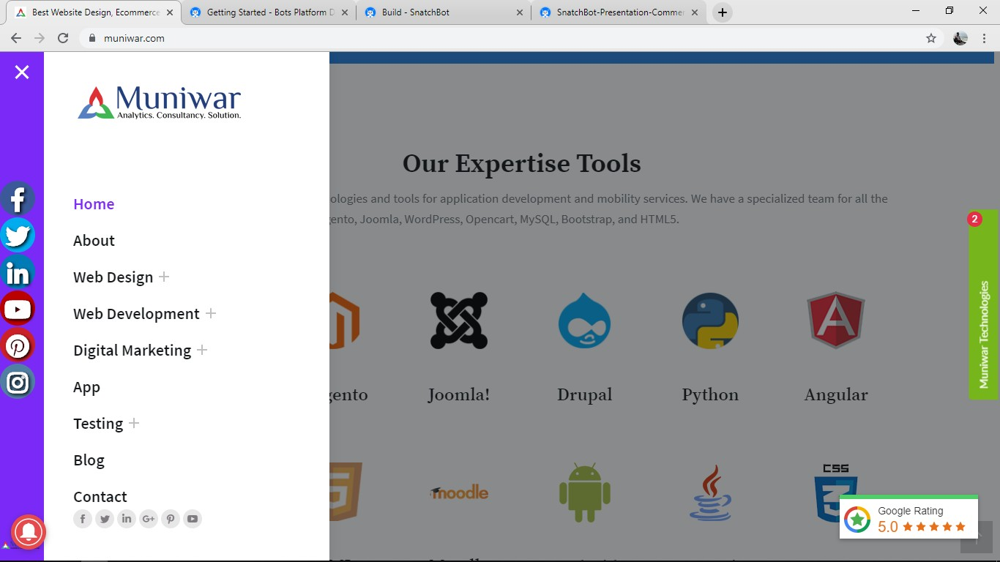 Best Website Design, Ecommerce
Getting Started - Bots Platform D
Build - SnatchBot
SnatchBot-Presentation-Commer
muniwar.com
Muniwar
Analytics. Consultancy. Solution.
Home
About
Web Design
Web Development
Digital Marketing
App
Testing
Blog
Contact
Our Expertise Tools
ologies and tools for application development and mobility services. We have a specialized team for all the
ento, Joomla, WordPress, Opencart, MySQL, Bootstrap, and HTML5.
gento
Joomla!
Drupal
Python
Angular
moodle
CSS
2
Muniwar Technologies
Google Rating
5.0